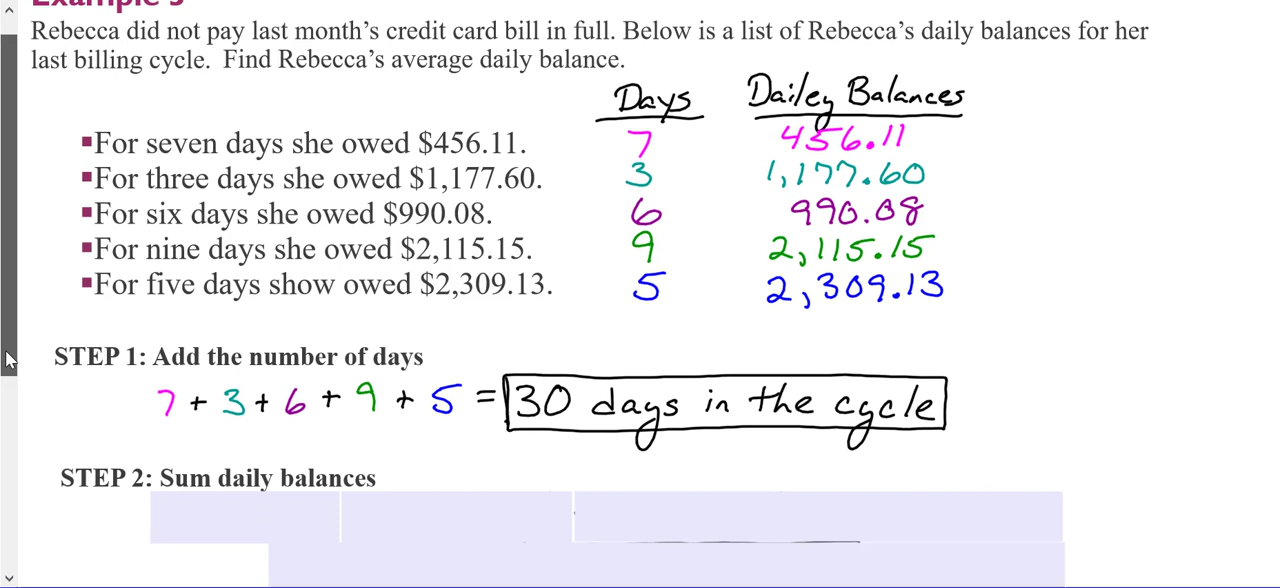 Rebecca did not pay last month's credit card bill in full. Below is a list of Rebecca's daily balances for her
last billing cycle. Find Rebecca's average daily balance.
Days Dailey Balances
▪For seven days she owed $456.11. 7 456.11
▪For three days she owed $1,177.60. 3 1,177.60
▪For six days she owed $990.08. 6 990.08
▪For nine days she owed $2,115.15. 9 2,115.15
▪For five days show owed $2,309.13. 5 2,309.13
STEP 1: Add the number of days
7 + 3 + 6 + 9 + 5 = 30 days in the cycle
STEP 2: Sum daily balances